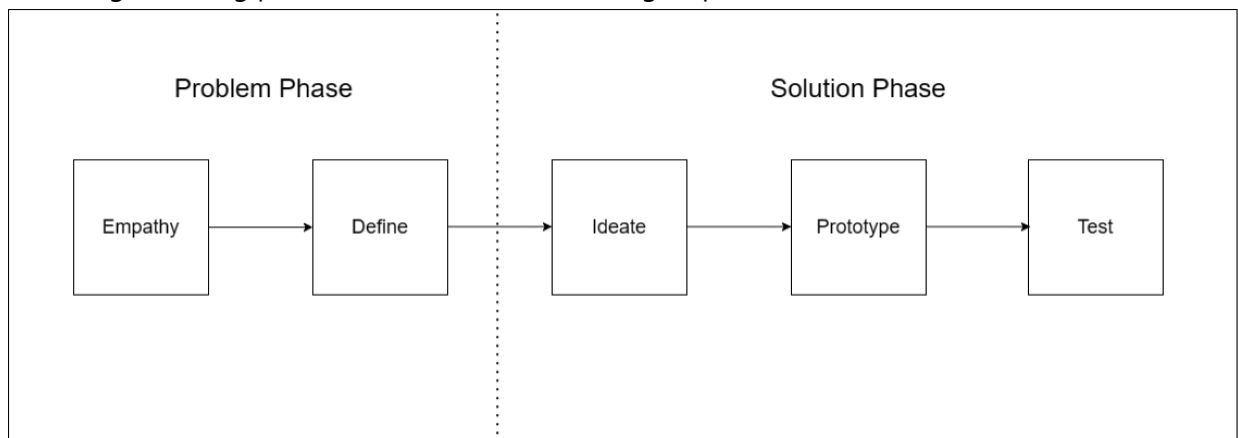 Problem Phase
Solution Phase
Empathy
Define
Ideate
Prototype
Test